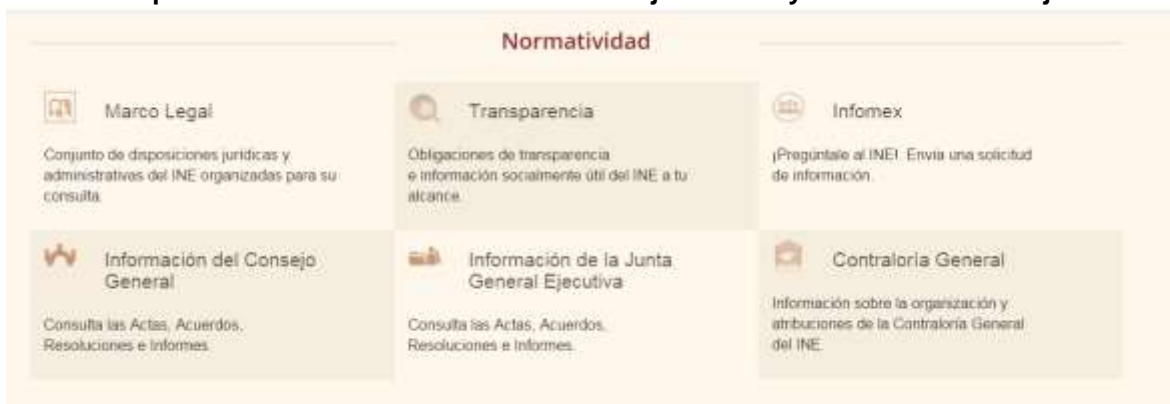 Normatividad
Marco Legal
Conjunto de disposiciones jurídicas y
administrativas del INE organizadas para su
consulta.
Transparencia
Obligaciones de transparencia
e información socialmente útil del INE a tu
alcance.
Infomex
¡Pregúntale al INE! Envía una solicitud
de información.
Información del Consejo
General
Consulta las Actas, Acuerdos,
Resoluciones e Informes.
Información de la Junta
General Ejecutiva
Consulta las Actas, Acuerdos,
Resoluciones e Informes.
Contraloría General
Información sobre la organización y
atribuciones de la Contraloría General
del INE.